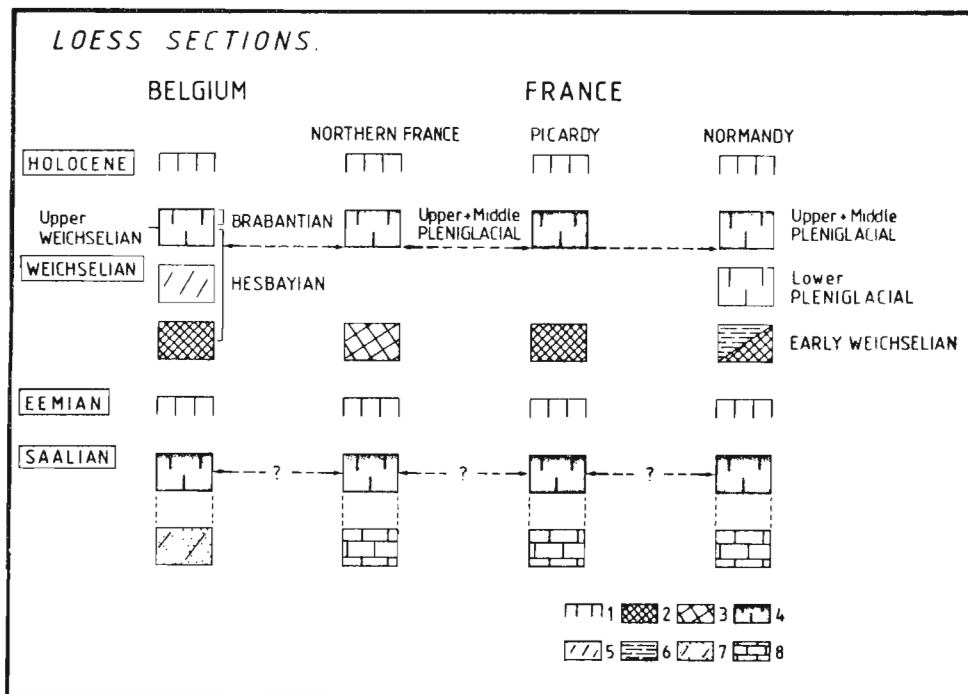 LOESS SECTIONS.
BELGIUM FRANCE
NORTHERN FRANCE PICARDY NORMANDY
HOLOCENE
Upper
WEICHSELIAN
BRABANTIAN
Upper+Middle
PLENIGLACIAL
Upper + Middle
PLENIGLACIAL
WEICHSELIAN
HESBAYIAN
Lower
PLENIGLACIAL
EARLY WEICHSELIAN
EEMIAN
SAALIAN
? ? ?
1 2 3 4
5 6 7 8